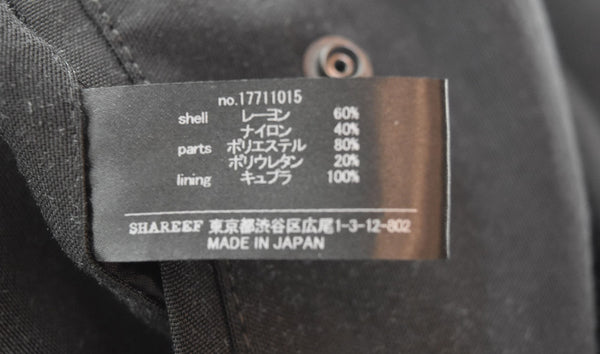 no.17711015
shell レーヨン 60%
ナイロン 40%
parts ポリエステル 80%
ポリウレタン 20%
lining キュプラ 100%
SHAREEF 東京都渋谷区広尾1-3-12-802
MADE IN JAPAN